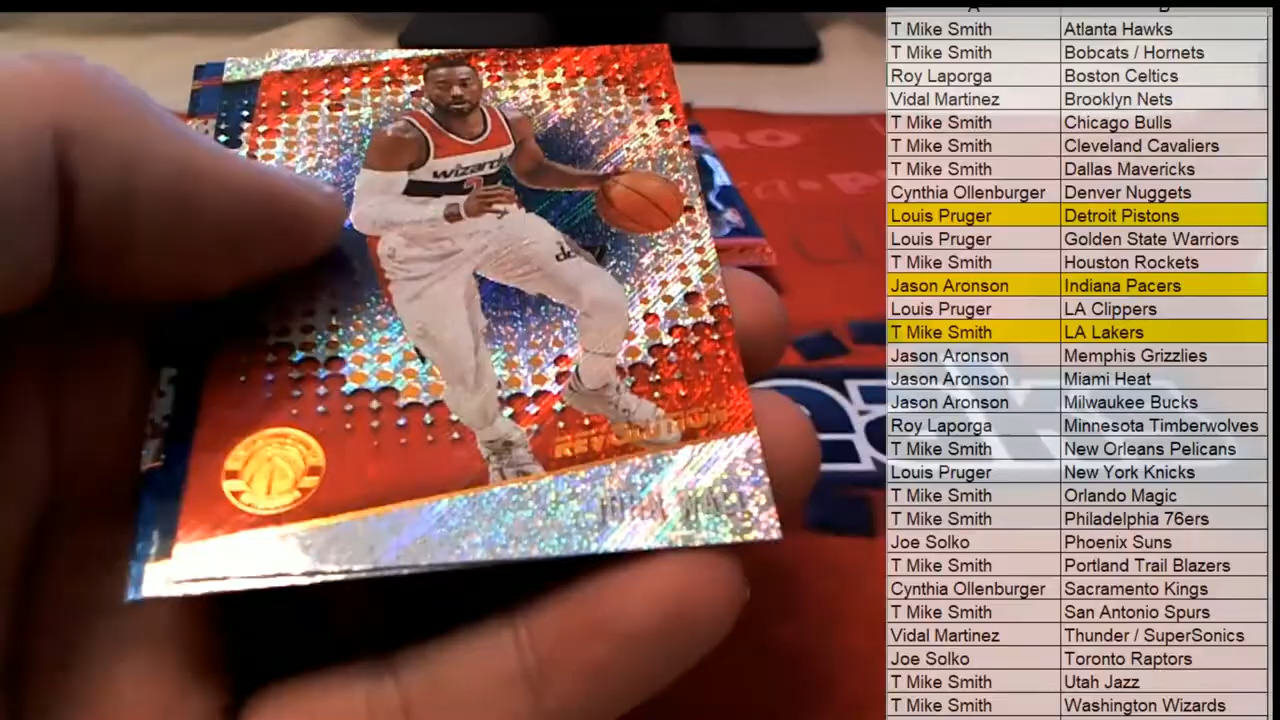 wizards
REVOLUTION
T Mike Smith Atlanta Hawks
T Mike Smith Bobcats / Hornets
Roy Laporga Boston Celtics
Vidal Martinez Brooklyn Nets
T Mike Smith Chicago Bulls
T Mike Smith Cleveland Cavaliers
T Mike Smith Dallas Mavericks
Cynthia Ollenburger Denver Nuggets
Louis Pruger Detroit Pistons
Louis Pruger Golden State Warriors
T Mike Smith Houston Rockets
Jason Aronson Indiana Pacers
Louis Pruger LA Clippers
T Mike Smith LA Lakers
Jason Aronson Memphis Grizzlies
Jason Aronson Miami Heat
Jason Aronson Milwaukee Bucks
Roy Laporga Minnesota Timberwolves
T Mike Smith New Orleans Pelicans
Louis Pruger New York Knicks
T Mike Smith Orlando Magic
T Mike Smith Philadelphia 76ers
Joe Solko Phoenix Suns
T Mike Smith Portland Trail Blazers
Cynthia Ollenburger Sacramento Kings
T Mike Smith San Antonio Spurs
Vidal Martinez Thunder / SuperSonics
Joe Solko Toronto Raptors
T Mike Smith Utah Jazz
T Mike Smith Washington Wizards